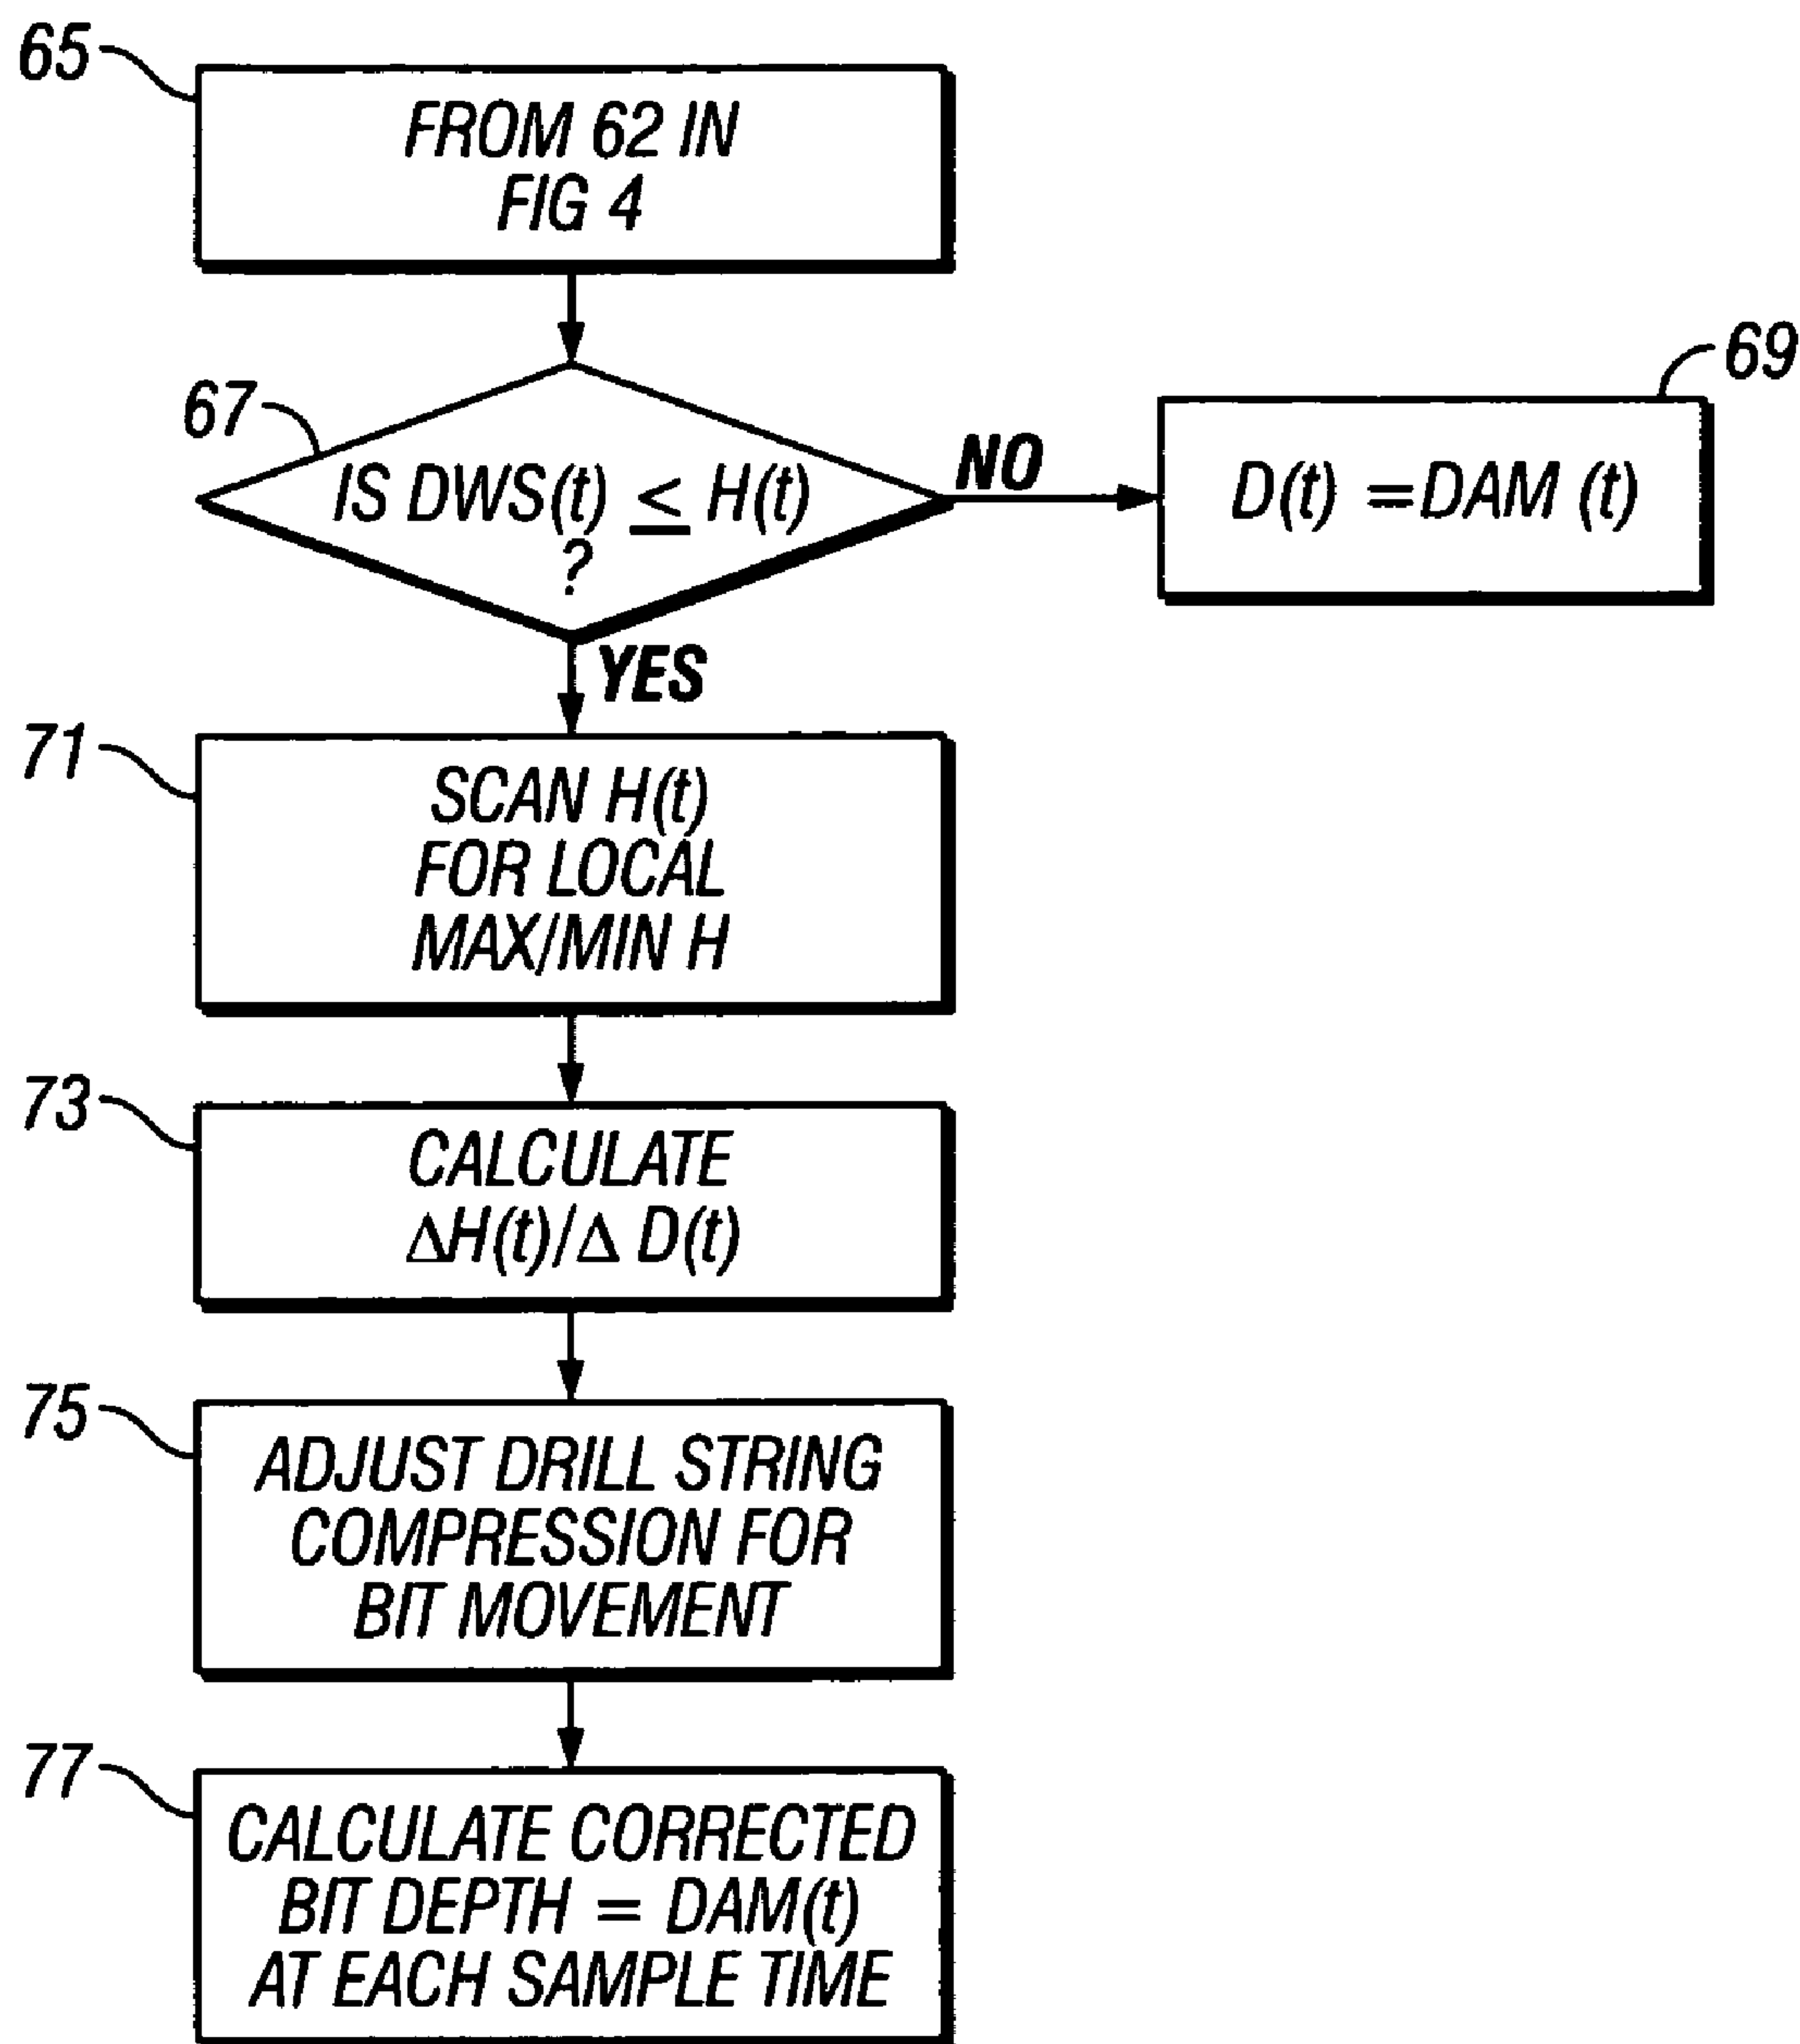 65
FROM 62 IN
FIG 4
67
IS DWS(t) ≤ H(t)
?
NO
69
D(t) =DAM (t)
YES
71
SCAN H(t)
FOR LOCAL
MAX/MIN H
73
CALCULATE
ΔH(t)/Δ D(t)
75
ADJUST DRILL STRING
COMPRESSION FOR
BIT MOVEMENT
77
CALCULATE CORRECTED
BIT DEPTH = DAM(t)
AT EACH SAMPLE TIME